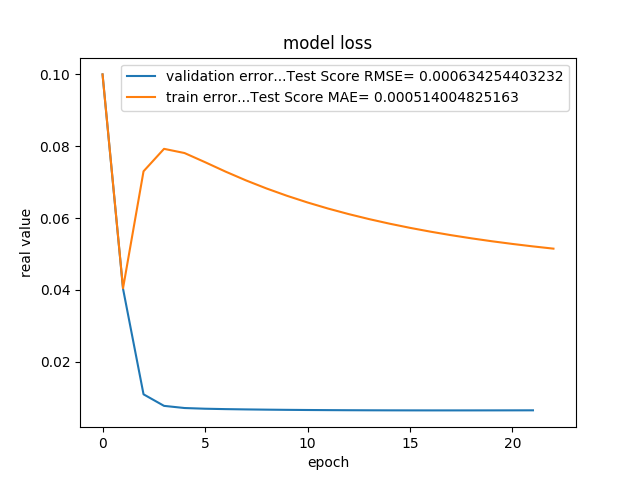 model loss
validation error...Test Score RMSE= 0.000634254403232
train error...Test Score MAE= 0.000514004825163
real value
0.10
0.08
0.06
0.04
0.02
0
5
10
15
20
epoch